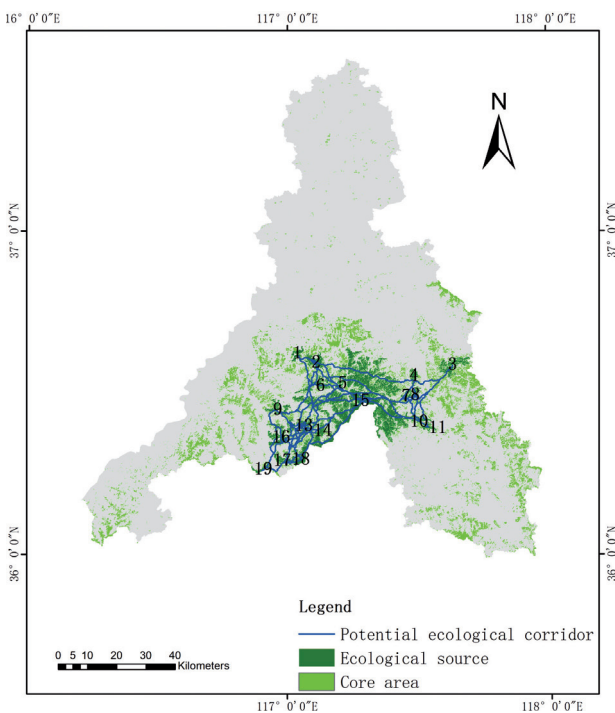 16° 0′0″E 117° 0′0″E 118° 0′0″E
N
37° 0′0″N 37° 0′0″N
1 2 3
4
5
6
7 8
15
9
10
11
13
14
16
17 18
19
36° 0′0″N 36° 0′0″N
Legend
Potential ecological corridor
Ecological source
Core area
0 5 10 20 30 40
Kilometers
117° 0′0″E 118° 0′0″E